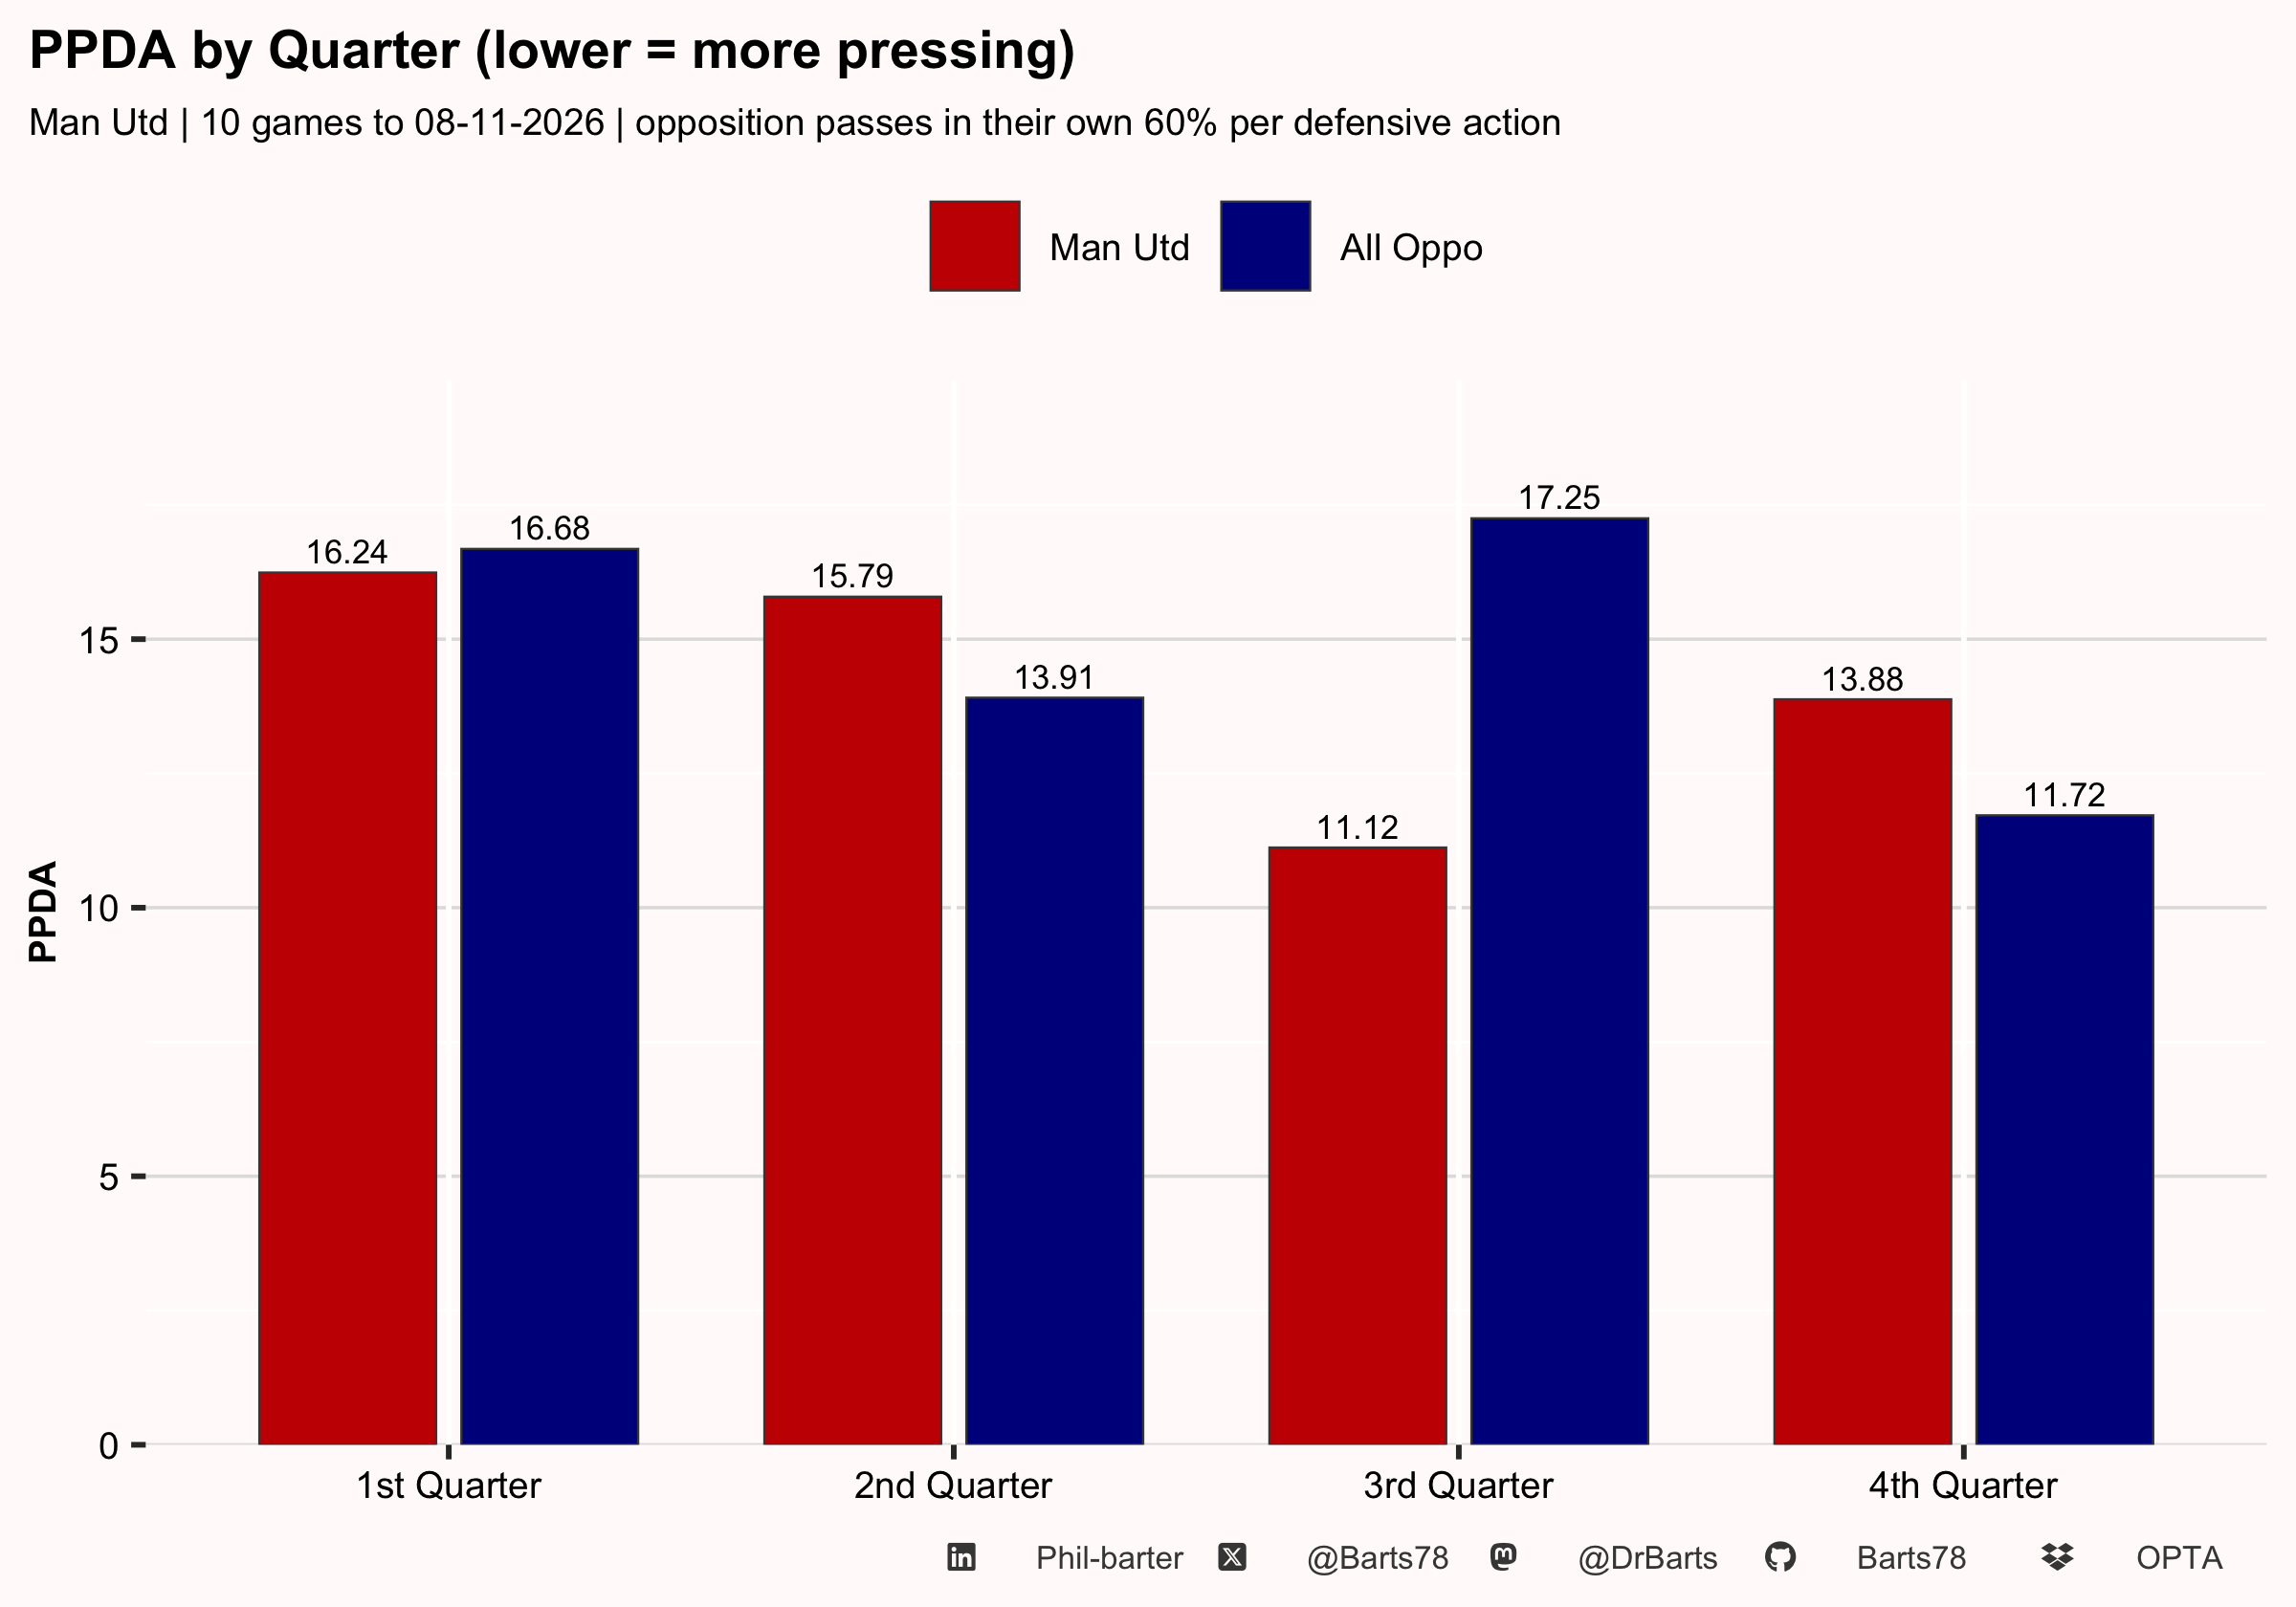 PPDA by Quarter (lower = more pressing)
Man Utd | 10 games to 08-11-2026 | opposition passes in their own 60% per defensive action
Man Utd
All Oppo
16.24
16.68
15.79
13.91
11.12
17.25
13.88
11.72
15
10
5
0
PPDA
1st Quarter
2nd Quarter
3rd Quarter
4th Quarter
Phil-barter
@Barts78
@DrBarts
Barts78
OPTA